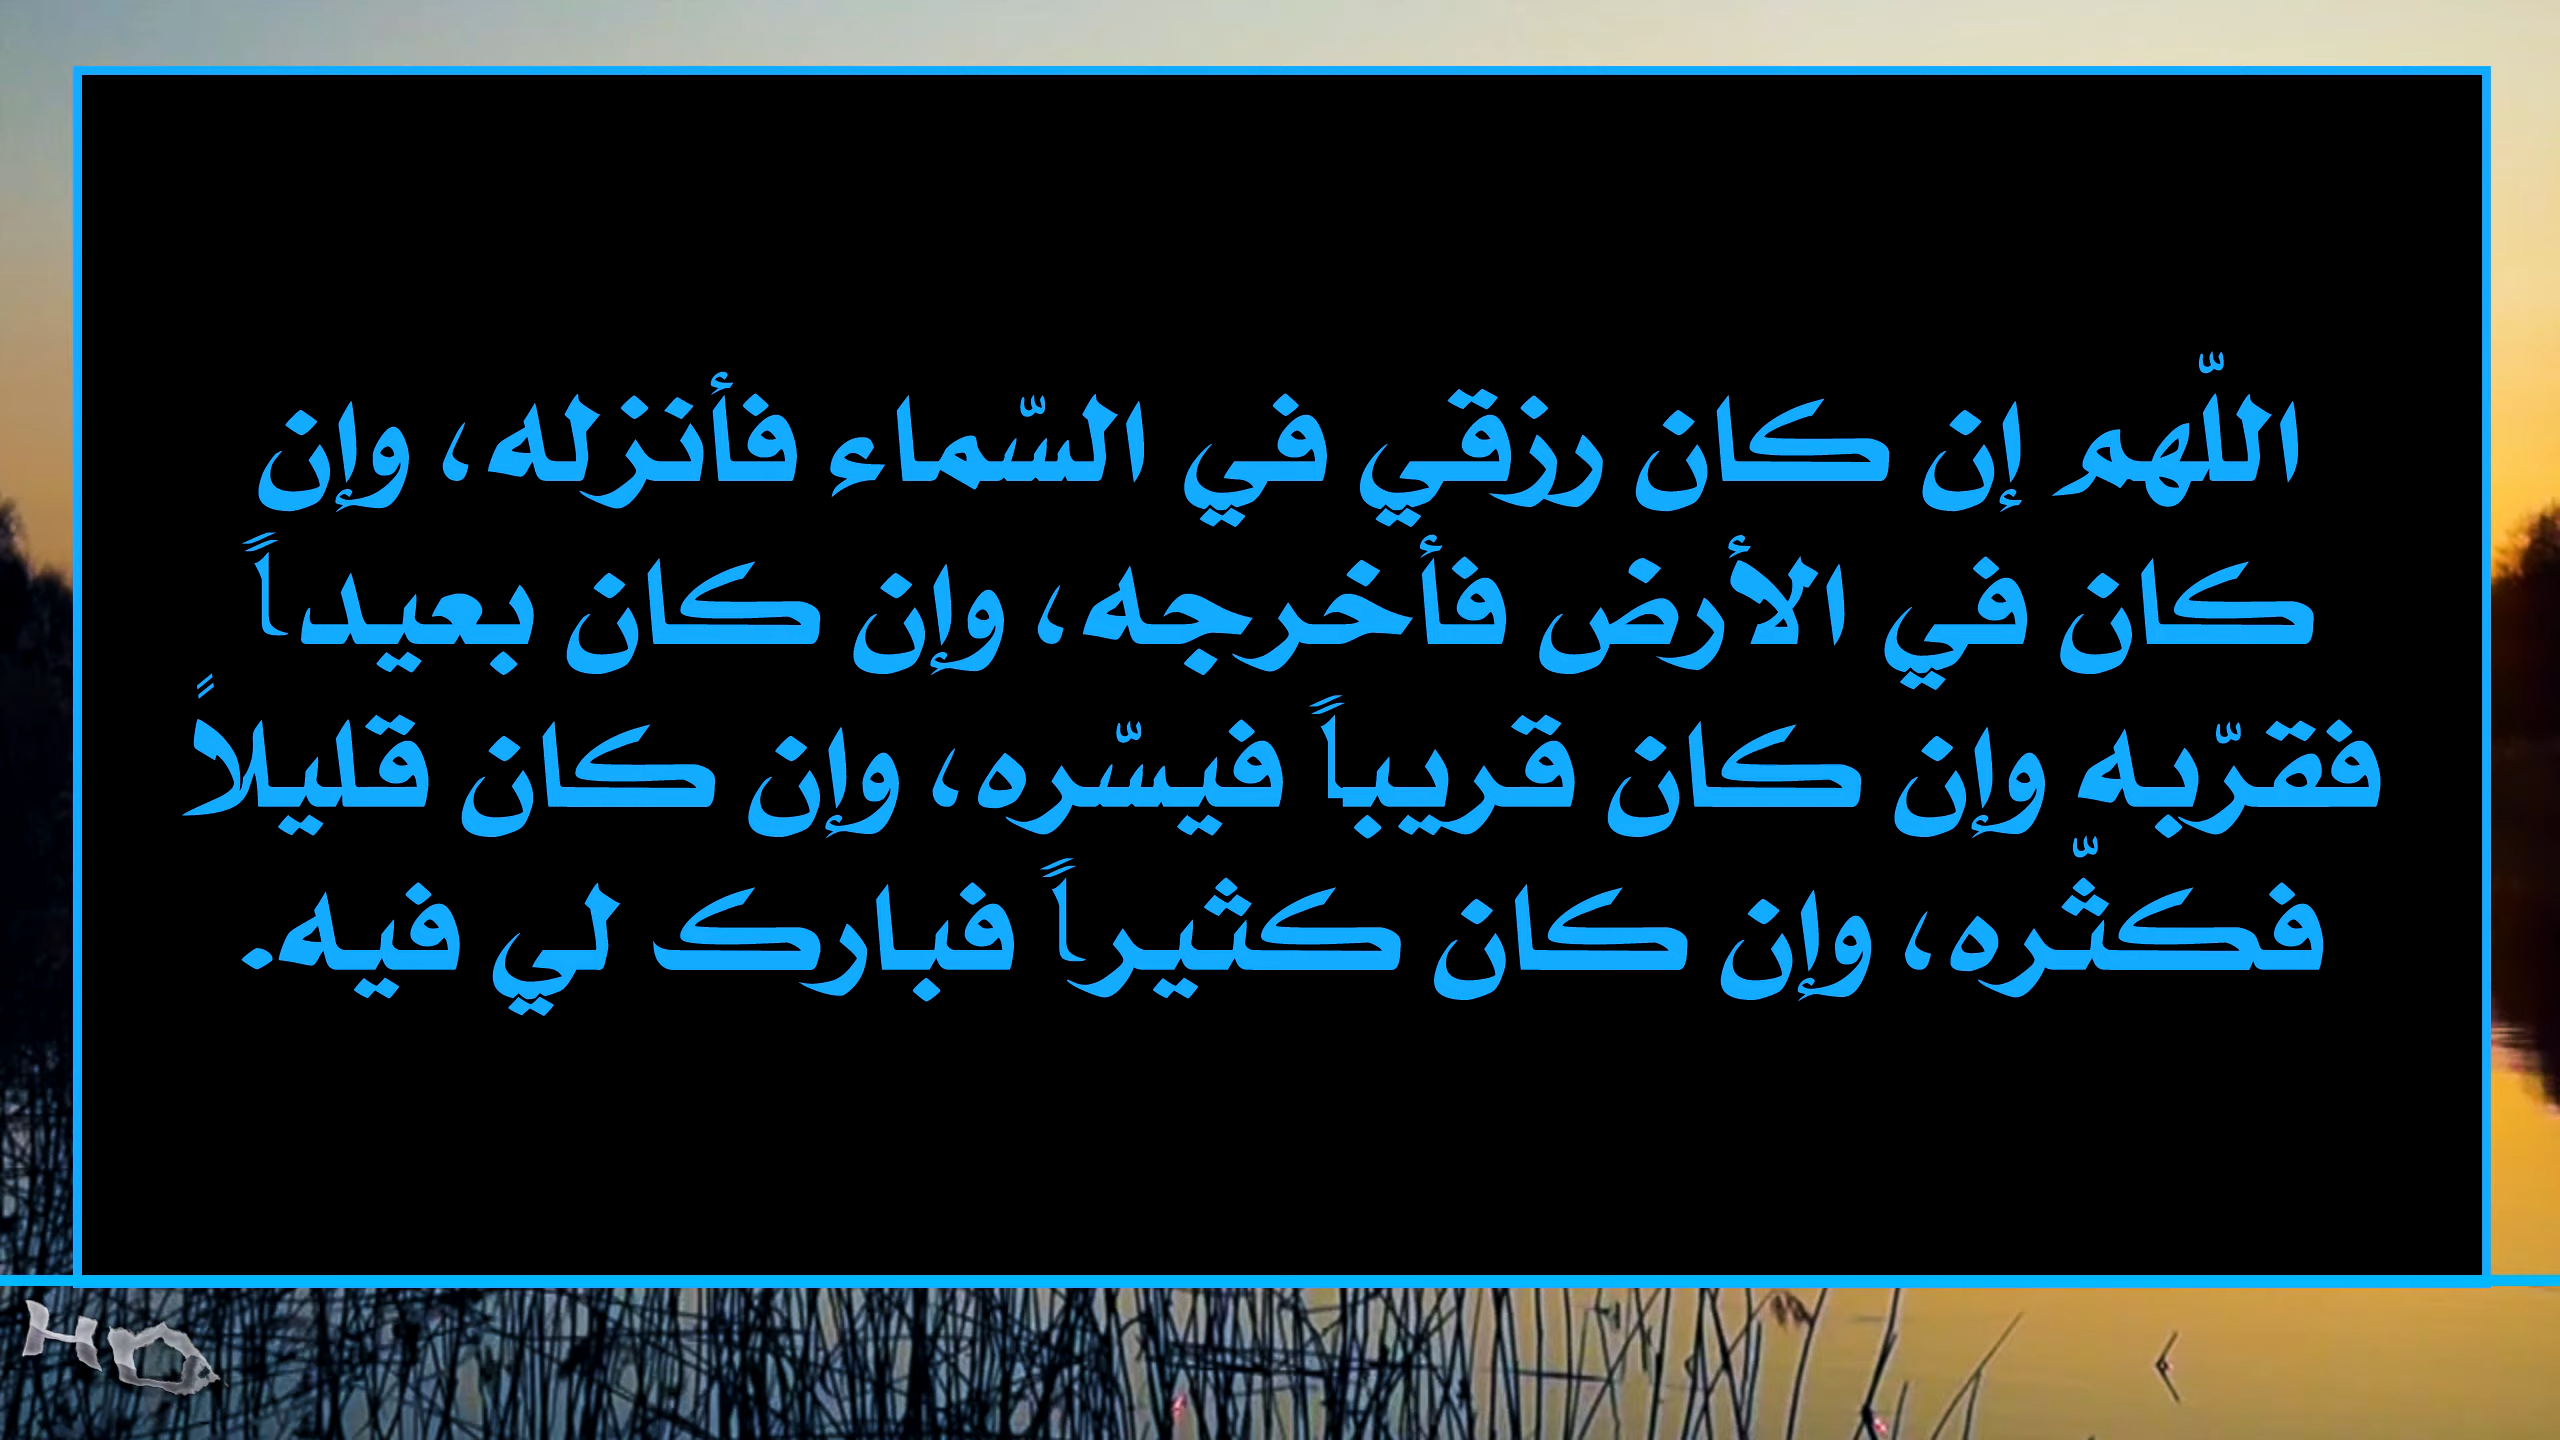 اللّهم إن كان رزقي في السّماء فأنزله، وإن
كان في الأرض فأخرجه، وإن كان بعيداً
فقرّبه وإن كان قريباً فيسّره، وإن كان قليلاً
فكثّره، وإن كان كثيراً فبارك لي فيه.
HD